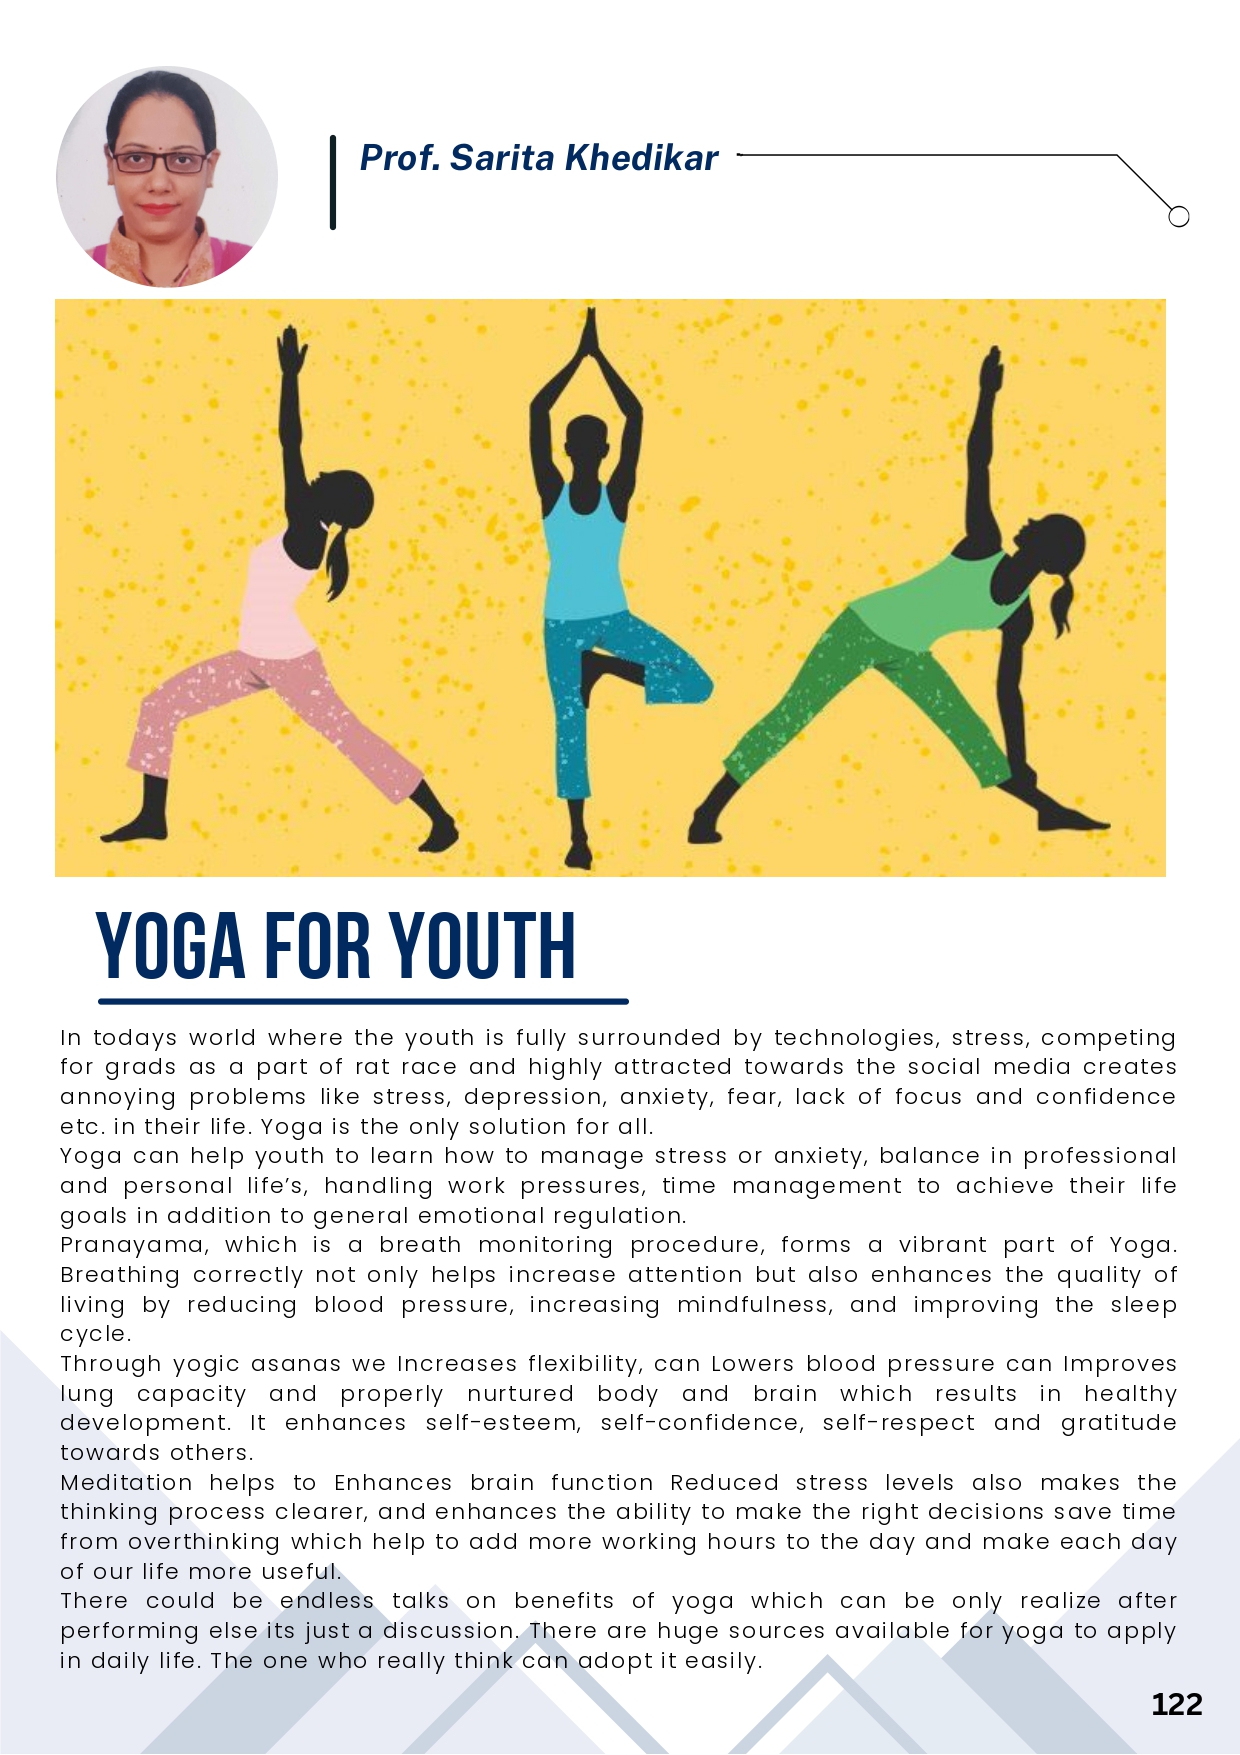 Prof. Sarita Khedikar
YOGA FOR YOUTH
In todays world where the youth is fully surrounded by technologies, stress, competing
for grads as a part of rat race and highly attracted towards the social media creates
annoying problems like stress, depression, anxiety, fear, lack of focus and confidence
etc. in their life. Yoga is the only solution for all.
Yoga can help youth to learn how to manage stress or anxiety, balance in professional
and personal life’s, handling work pressures, time management to achieve their life
goals in addition to general emotional regulation.
Pranayama, which is a breath monitoring procedure, forms a vibrant part of Yoga.
Breathing correctly not only helps increase attention but also enhances the quality of
living by reducing blood pressure, increasing mindfulness, and improving the sleep
cycle.
Through yogic asanas we Increases flexibility, can Lowers blood pressure can Improves
lung capacity and properly nurtured body and brain which results in healthy
development. It enhances self-esteem, self-confidence, self-respect and gratitude
towards others.
Meditation helps to Enhances brain function Reduced stress levels also makes the
thinking process clearer, and enhances the ability to make the right decisions save time
from overthinking which help to add more working hours to the day and make each day
of our life more useful.
There could be endless talks on benefits of yoga which can be only realize after
performing else its just a discussion. There are huge sources available for yoga to apply
in daily life. The one who really think can adopt it easily.
122